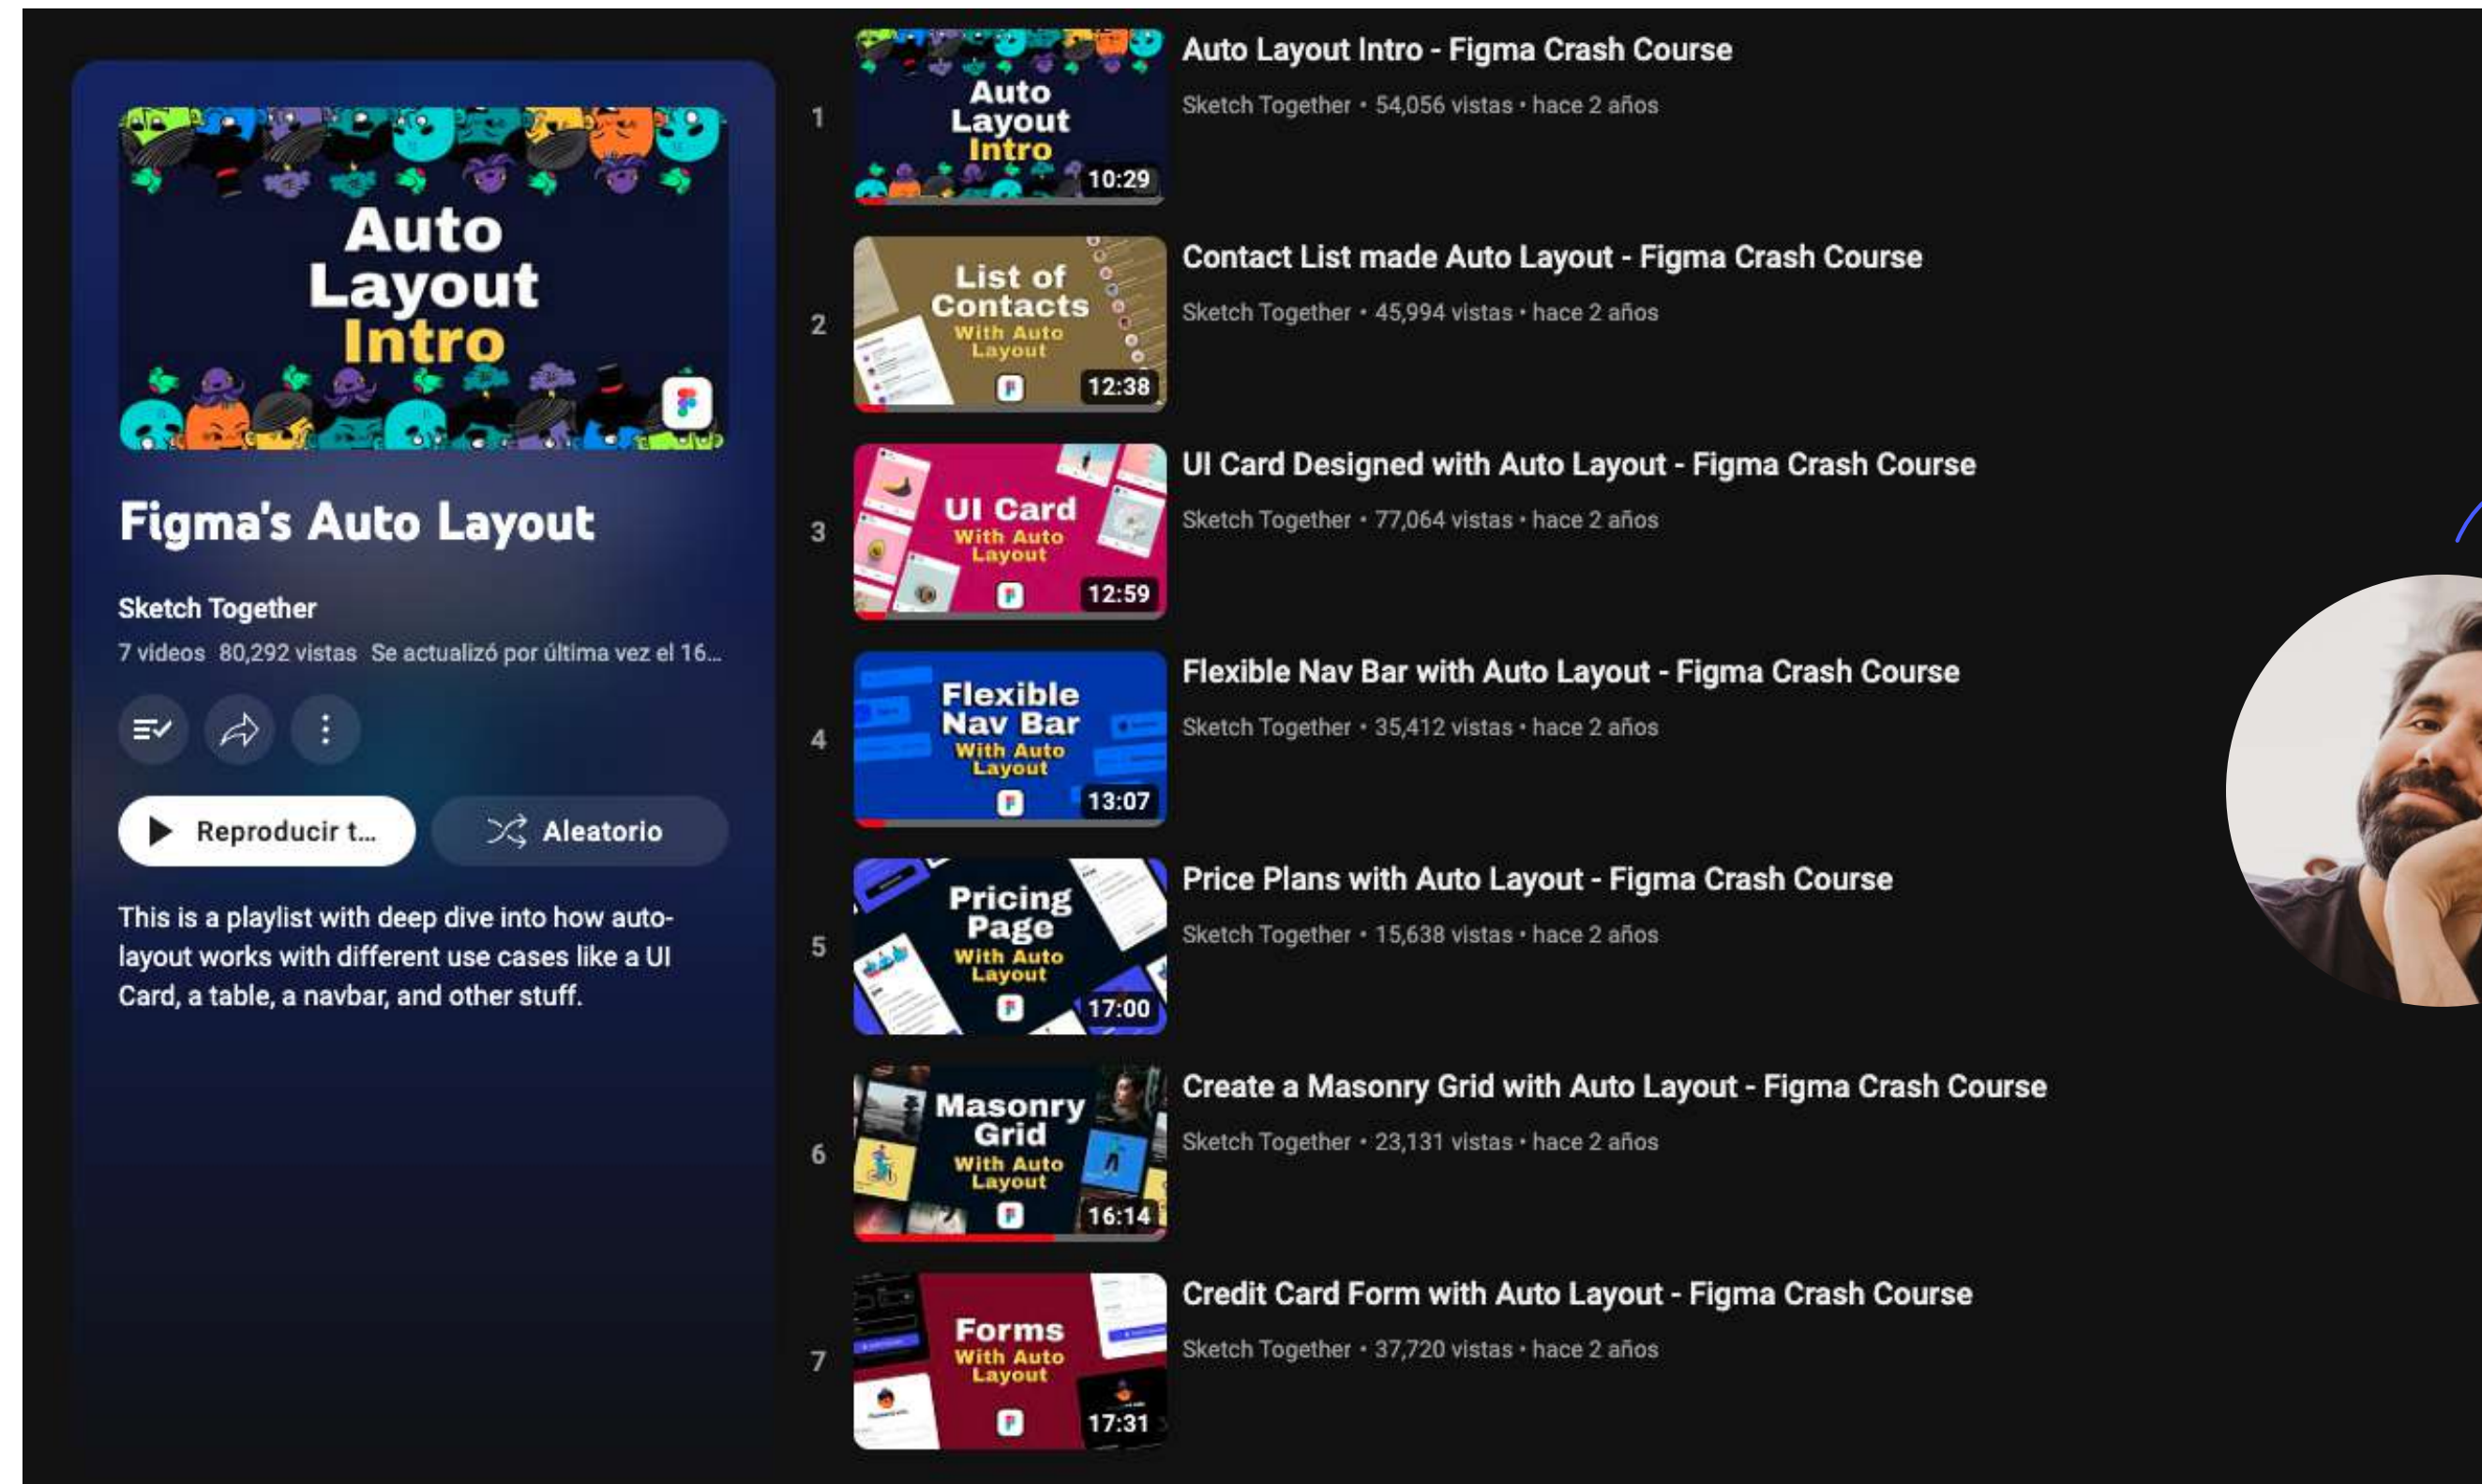 Auto
Layout
Intro
Figma's Auto Layout
Sketch Together
7 videos 80,292 vistas Se actualizó por última vez el 16...
Reproducir t...
Aleatorio
This is a playlist with deep dive into how auto-
layout works with different use cases like a UI
Card, a table, a navbar, and other stuff.
1
Auto
Layout
Intro
10:29
Auto Layout Intro - Figma Crash Course
Sketch Together • 54,056 vistas • hace 2 años
2
List of
Contacts
With Auto
Layout
12:38
Contact List made Auto Layout - Figma Crash Course
Sketch Together • 45,994 vistas • hace 2 años
3
UI Card
With Auto
Layout
12:59
UI Card Designed with Auto Layout - Figma Crash Course
Sketch Together • 77,064 vistas • hace 2 años
4
Flexible
Nav Bar
With Auto
Layout
13:07
Flexible Nav Bar with Auto Layout - Figma Crash Course
Sketch Together • 35,412 vistas • hace 2 años
5
Pricing
Page
With Auto
Layout
17:00
Price Plans with Auto Layout - Figma Crash Course
Sketch Together • 15,638 vistas • hace 2 años
6
Masonry
Grid
With Auto
Layout
16:14
Create a Masonry Grid with Auto Layout - Figma Crash Course
Sketch Together • 23,131 vistas • hace 2 años
7
Forms
With Auto
Layout
17:31
Credit Card Form with Auto Layout - Figma Crash Course
Sketch Together • 37,720 vistas • hace 2 años